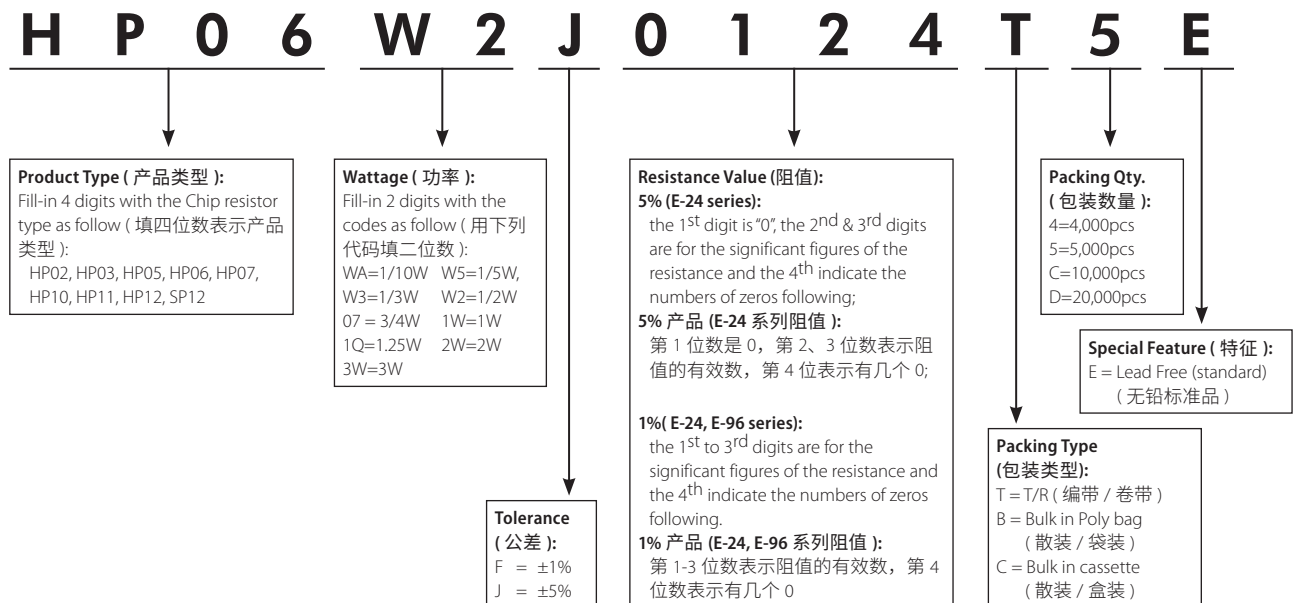 H P 0 6 W 2 J 0 1 2 4 T 5 E
Product Type ( 产品类型 ):
Fill-in 4 digits with the Chip resistor
type as follow ( 填四位数表示产品
类型 ):
HP02, HP03, HP05, HP06, HP07,
HP10, HP11, HP12, SP12
Wattage ( 功率 ):
Fill-in 2 digits with the
codes as follow ( 用下列
代码填二位数 ):
WA=1/10W W5=1/5W,
W3=1/3W W2=1/2W
07 = 3/4W 1W=1W
1Q=1.25W 2W=2W
3W=3W
Tolerance
( 公差 ):
F = ±1%
J = ±5%
Resistance Value (阻值):
5% (E-24 series):
the 1st digit is “0”, the 2nd & 3rd digits
are for the significant figures of the
resistance and the 4th indicate the
numbers of zeros following;
5% 产品 (E-24 系列阻值 ):
第 1 位数是 0，第 2、3 位数表示阻
值的有效数，第 4 位表示有几个 0;
1%( E-24, E-96 series):
the 1st to 3rd digits are for the
significant figures of the resistance and
the 4th indicate the numbers of zeros
following.
1% 产品 (E-24, E-96 系列阻值 ):
第 1-3 位数表示阻值的有效数，第 4
位数表示有几个 0
Packing Type
(包装类型):
T = T/R ( 编带 / 卷带 )
B = Bulk in Poly bag
( 散装 / 袋装 )
C = Bulk in cassette
( 散装 / 盒装 )
Packing Qty.
( 包装数量 ):
4=4,000pcs
5=5,000pcs
C=10,000pcs
D=20,000pcs
Special Feature ( 特征 ):
E = Lead Free (standard)
( 无铅标准品 )